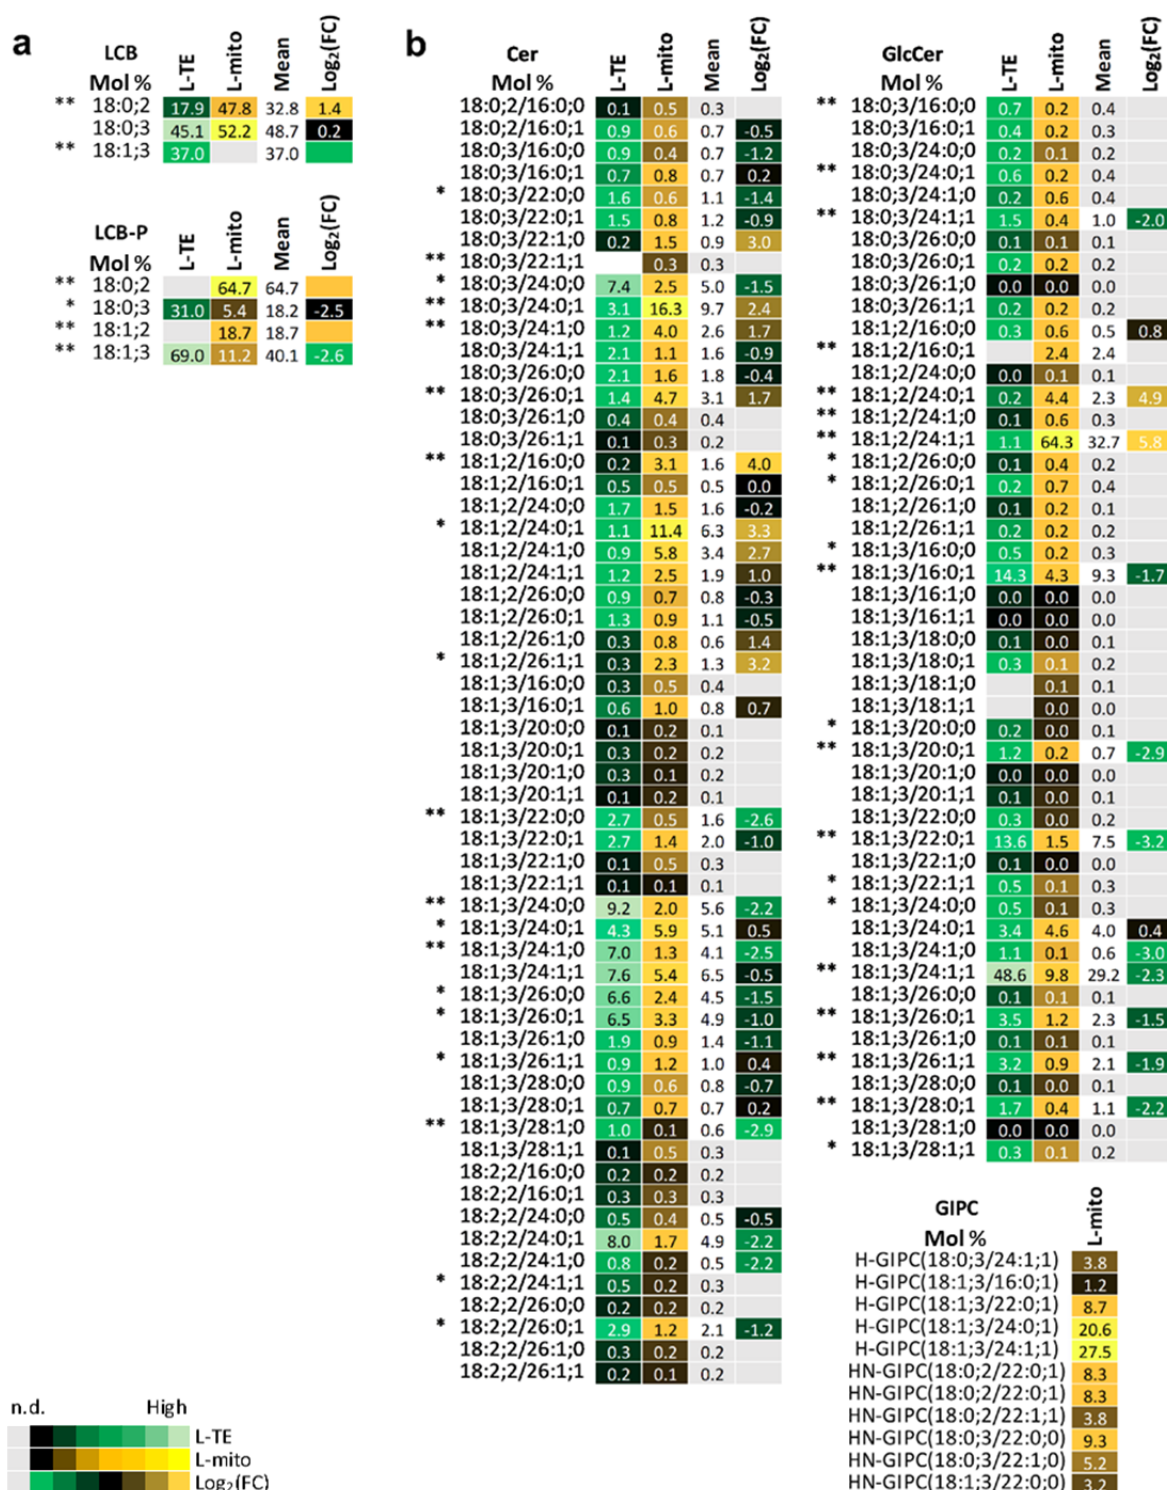 a
LCB
Mol %
L-TE
L-mito
Mean
Log₂(FC)
** 18:0;2 17.9 47.8 32.8 1.4
18:0;3 45.1 52.2 48.7 0.2
** 18:1;3 37.0 37.0
LCB-P
Mol %
L-TE
L-mito
Mean
Log₂(FC)
** 18:0;2 64.7 64.7
* 18:0;3 31.0 5.4 18.2 -2.5
** 18:1;2 18.7 18.7
** 18:1;3 69.0 11.2 40.1 -2.6
b
Cer
Mol %
L-TE
L-mito
Mean
Log₂(FC)
18:0;2/16:0;0 0.1 0.5 0.3
18:0;2/16:0;1 0.9 0.6 0.7 -0.5
18:0;3/16:0;0 0.9 0.4 0.7 -1.2
18:0;3/16:0;1 0.7 0.8 0.7 0.2
* 18:0;3/22:0;0 1.6 0.6 1.1 -1.4
18:0;3/22:0;1 1.5 0.8 1.2 -0.9
18:0;3/22:1;0 0.2 1.5 0.9 3.0
** 18:0;3/22:1;1 0.3 0.3
* 18:0;3/24:0;0 7.4 2.5 5.0 -1.5
** 18:0;3/24:0;1 3.1 16.3 9.7 2.4
** 18:0;3/24:1;0 1.2 4.0 2.6 1.7
18:0;3/24:1;1 2.1 1.1 1.6 -0.9
18:0;3/26:0;0 2.1 1.6 1.8 -0.4
** 18:0;3/26:0;1 1.4 4.7 3.1 1.7
18:0;3/26:1;0 0.4 0.4 0.4
18:0;3/26:1;1 0.1 0.3 0.2
** 18:1;2/16:0;0 0.2 3.1 1.6 4.0
18:1;2/16:0;1 0.5 0.5 0.5 0.0
18:1;2/24:0;0 1.7 1.5 1.6 -0.2
* 18:1;2/24:0;1 1.1 11.4 6.3 3.3
18:1;2/24:1;0 0.9 5.8 3.4 2.7
18:1;2/24:1;1 1.2 2.5 1.9 1.0
18:1;2/26:0;0 0.9 0.7 0.8 -0.3
18:1;2/26:0;1 1.3 0.9 1.1 -0.5
18:1;2/26:1;0 0.3 0.8 0.6 1.4
* 18:1;2/26:1;1 0.3 2.3 1.3 3.2
18:1;3/16:0;0 0.3 0.5 0.4
18:1;3/16:0;1 0.6 1.0 0.8 0.7
18:1;3/20:0;0 0.1 0.2 0.1
18:1;3/20:0;1 0.3 0.2 0.2
18:1;3/20:1;0 0.3 0.1 0.2
18:1;3/20:1;1 0.1 0.2 0.1
** 18:1;3/22:0;0 2.7 0.5 1.6 -2.6
18:1;3/22:0;1 2.7 1.4 2.0 -1.0
18:1;3/22:1;0 0.1 0.5 0.3
18:1;3/22:1;1 0.1 0.1 0.1
** 18:1;3/24:0;0 9.2 2.0 5.6 -2.2
* 18:1;3/24:0;1 4.3 5.9 5.1 0.5
** 18:1;3/24:1;0 7.0 1.3 4.1 -2.5
18:1;3/24:1;1 7.6 5.4 6.5 -0.5
* 18:1;3/26:0;0 6.6 2.4 4.5 -1.5
* 18:1;3/26:0;1 6.5 3.3 4.9 -1.0
18:1;3/26:1;0 1.9 0.9 1.4 -1.1
* 18:1;3/26:1;1 0.9 1.2 1.0 0.4
18:1;3/28:0;0 0.9 0.6 0.8 -0.7
18:1;3/28:0;1 0.7 0.7 0.7 0.2
** 18:1;3/28:1;0 1.0 0.1 0.6 -2.9
18:1;3/28:1;1 0.1 0.5 0.3
18:2;2/16:0;0 0.2 0.2 0.2
18:2;2/16:0;1 0.3 0.3 0.3
18:2;2/24:0;0 0.5 0.4 0.5 -0.5
18:2;2/24:0;1 8.0 1.7 4.9 -2.2
18:2;2/24:1;0 0.8 0.2 0.5 -2.2
* 18:2;2/24:1;1 0.5 0.2 0.3
18:2;2/26:0;0 0.2 0.2 0.2
* 18:2;2/26:0;1 2.9 1.2 2.1 -1.2
18:2;2/26:1;0 0.3 0.2 0.2
18:2;2/26:1;1 0.2 0.1 0.2
GlcCer
Mol %
L-TE
L-mito
Mean
Log₂(FC)
** 18:0;3/16:0;0 0.7 0.2 0.4
18:0;3/16:0;1 0.4 0.2 0.3
18:0;3/24:0;0 0.2 0.1 0.2
** 18:0;3/24:0;1 0.6 0.2 0.4
18:0;3/24:1;0 0.2 0.6 0.4
** 18:0;3/24:1;1 1.5 0.4 1.0 -2.0
18:0;3/26:0;0 0.1 0.1 0.1
18:0;3/26:0;1 0.2 0.2 0.2
18:0;3/26:1;0 0.0 0.0 0.0
18:0;3/26:1;1 0.2 0.2 0.2
18:1;2/16:0;0 0.3 0.6 0.5 0.8
** 18:1;2/16:0;1 2.4 2.4
18:1;2/24:0;0 0.0 0.1 0.1
** 18:1;2/24:0;1 0.2 4.4 2.3 4.9
** 18:1;2/24:1;0 0.1 0.6 0.3
** 18:1;2/24:1;1 1.1 64.3 32.7 5.8
* 18:1;2/26:0;0 0.1 0.4 0.2
* 18:1;2/26:0;1 0.2 0.7 0.4
18:1;2/26:1;0 0.1 0.2 0.1
18:1;2/26:1;1 0.2 0.2 0.2
* 18:1;3/16:0;0 0.5 0.2 0.3
** 18:1;3/16:0;1 14.3 4.3 9.3 -1.7
18:1;3/16:1;0 0.0 0.0 0.0
18:1;3/16:1;1 0.0 0.0 0.0
18:1;3/18:0;0 0.1 0.0 0.1
18:1;3/18:0;1 0.3 0.1 0.2
18:1;3/18:1;0 0.1 0.1
18:1;3/18:1;1 0.0 0.0
* 18:1;3/20:0;0 0.2 0.0 0.1
** 18:1;3/20:0;1 1.2 0.2 0.7 -2.9
18:1;3/20:1;0 0.0 0.0 0.0
18:1;3/20:1;1 0.1 0.0 0.0
18:1;3/22:0;0 0.3 0.0 0.2
** 18:1;3/22:0;1 13.6 1.5 7.5 -3.2
18:1;3/22:1;0 0.1 0.0 0.0
* 18:1;3/22:1;1 0.5 0.1 0.3
* 18:1;3/24:0;0 0.5 0.1 0.3
18:1;3/24:0;1 3.4 4.6 4.0 0.4
18:1;3/24:1;0 1.1 0.1 0.6 -3.0
** 18:1;3/24:1;1 48.6 9.8 29.2 -2.3
18:1;3/26:0;0 0.1 0.1 0.1
** 18:1;3/26:0;1 3.5 1.2 2.3 -1.5
18:1;3/26:1;0 0.1 0.1 0.1
** 18:1;3/26:1;1 3.2 0.9 2.1 -1.9
18:1;3/28:0;0 0.1 0.0 0.1
** 18:1;3/28:0;1 1.7 0.4 1.1 -2.2
18:1;3/28:1;0 0.0 0.0 0.0
* 18:1;3/28:1;1 0.3 0.1 0.2
GIPC
Mol %
L-mito
H-GIPC(18:0;3/24:1;1) 3.8
H-GIPC(18:1;3/16:0;1) 1.2
H-GIPC(18:1;3/22:0;1) 8.7
H-GIPC(18:1;3/24:0;1) 20.6
H-GIPC(18:1;3/24:1;1) 27.5
HN-GIPC(18:0;2/22:0;1) 8.3
HN-GIPC(18:0;2/22:0;1) 8.3
HN-GIPC(18:0;2/22:1;1) 3.8
HN-GIPC(18:0;3/22:0;0) 9.3
HN-GIPC(18:0;3/22:1;0) 5.2
HN-GIPC(18:1;3/22:0;0) 3.2
n.d. High
L-TE
L-mito
Log₂(FC)